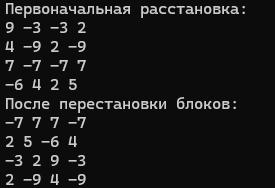 Первоначальная расстановка:
9 -3 -3 2
4 -9 2 -9
7 -7 -7 7
-6 4 2 5
После перестановки блоков:
-7 7 7 -7
2 5 -6 4
-3 2 9 -3
2 -9 4 -9